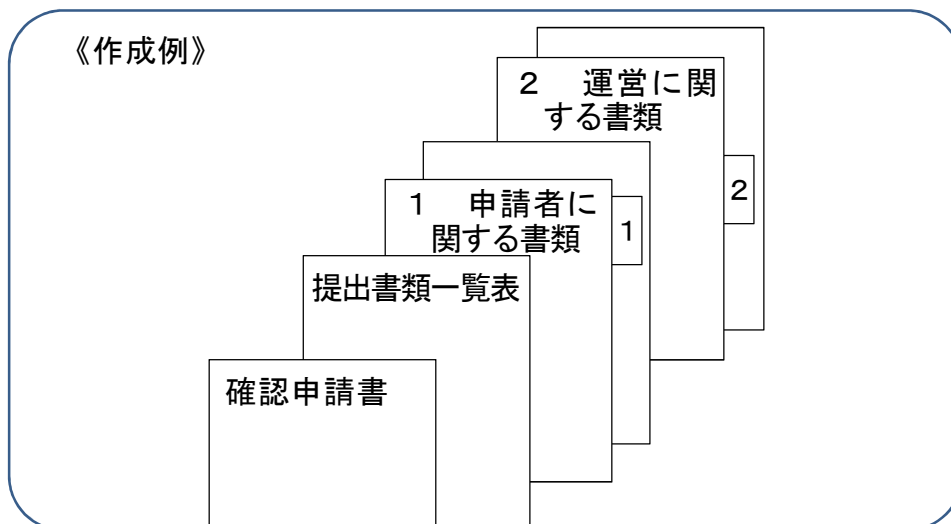 《作成例》
２　運営に関
する書類
2
１　申請者に
関する書類
1
提出書類一覧表
確認申請書